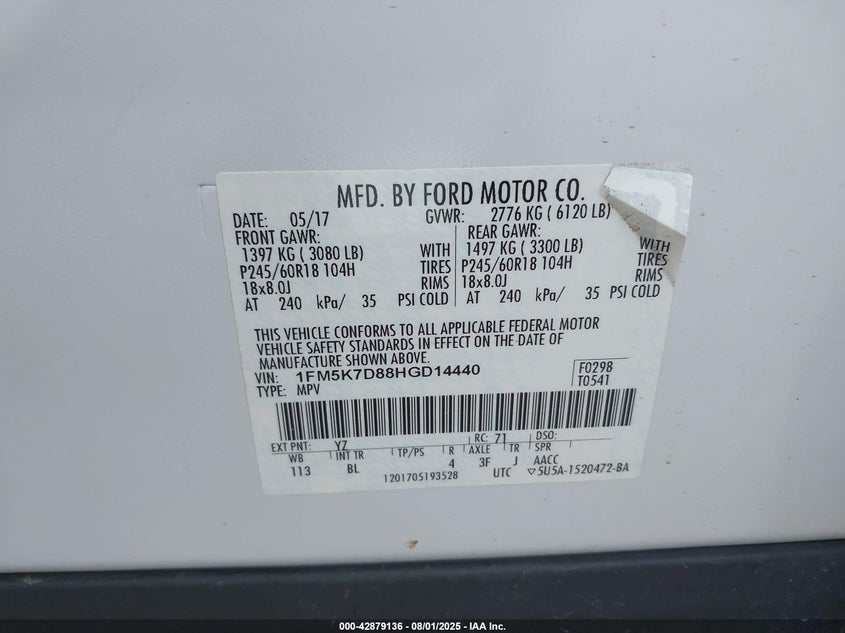 MFD. BY FORD MOTOR CO.
DATE: 05/17 GVWR: 2776 KG ( 6120 LB)
FRONT GAWR: REAR GAWR:
1397 KG ( 3080 LB) WITH 1497 KG ( 3300 LB) WITH
P245/60R18 104H TIRES P245/60R18 104H TIRES
18x8.0J RIMS 18x8.0J RIMS
AT 240 kPa/ 35 PSI COLD AT 240 kPa/ 35 PSI COLD
THIS VEHICLE CONFORMS TO ALL APPLICABLE FEDERAL MOTOR
VEHICLE SAFETY STANDARDS IN EFFECT ON THE DATE OF
MANUFACTURE SHOWN ABOVE.
VIN: 1FM5K7D88HGD14440 F0298
TYPE: MPV T0541
EXT PNT: YZ RC: 71 DSO:
WB INT TR TP/PS R AXLE TR SPR
113 BL 4 3F J AACC
1201705193528 UTC ▽5U5A-1520472-BA
000-42879136 - 08/01/2025 - IAA Inc.